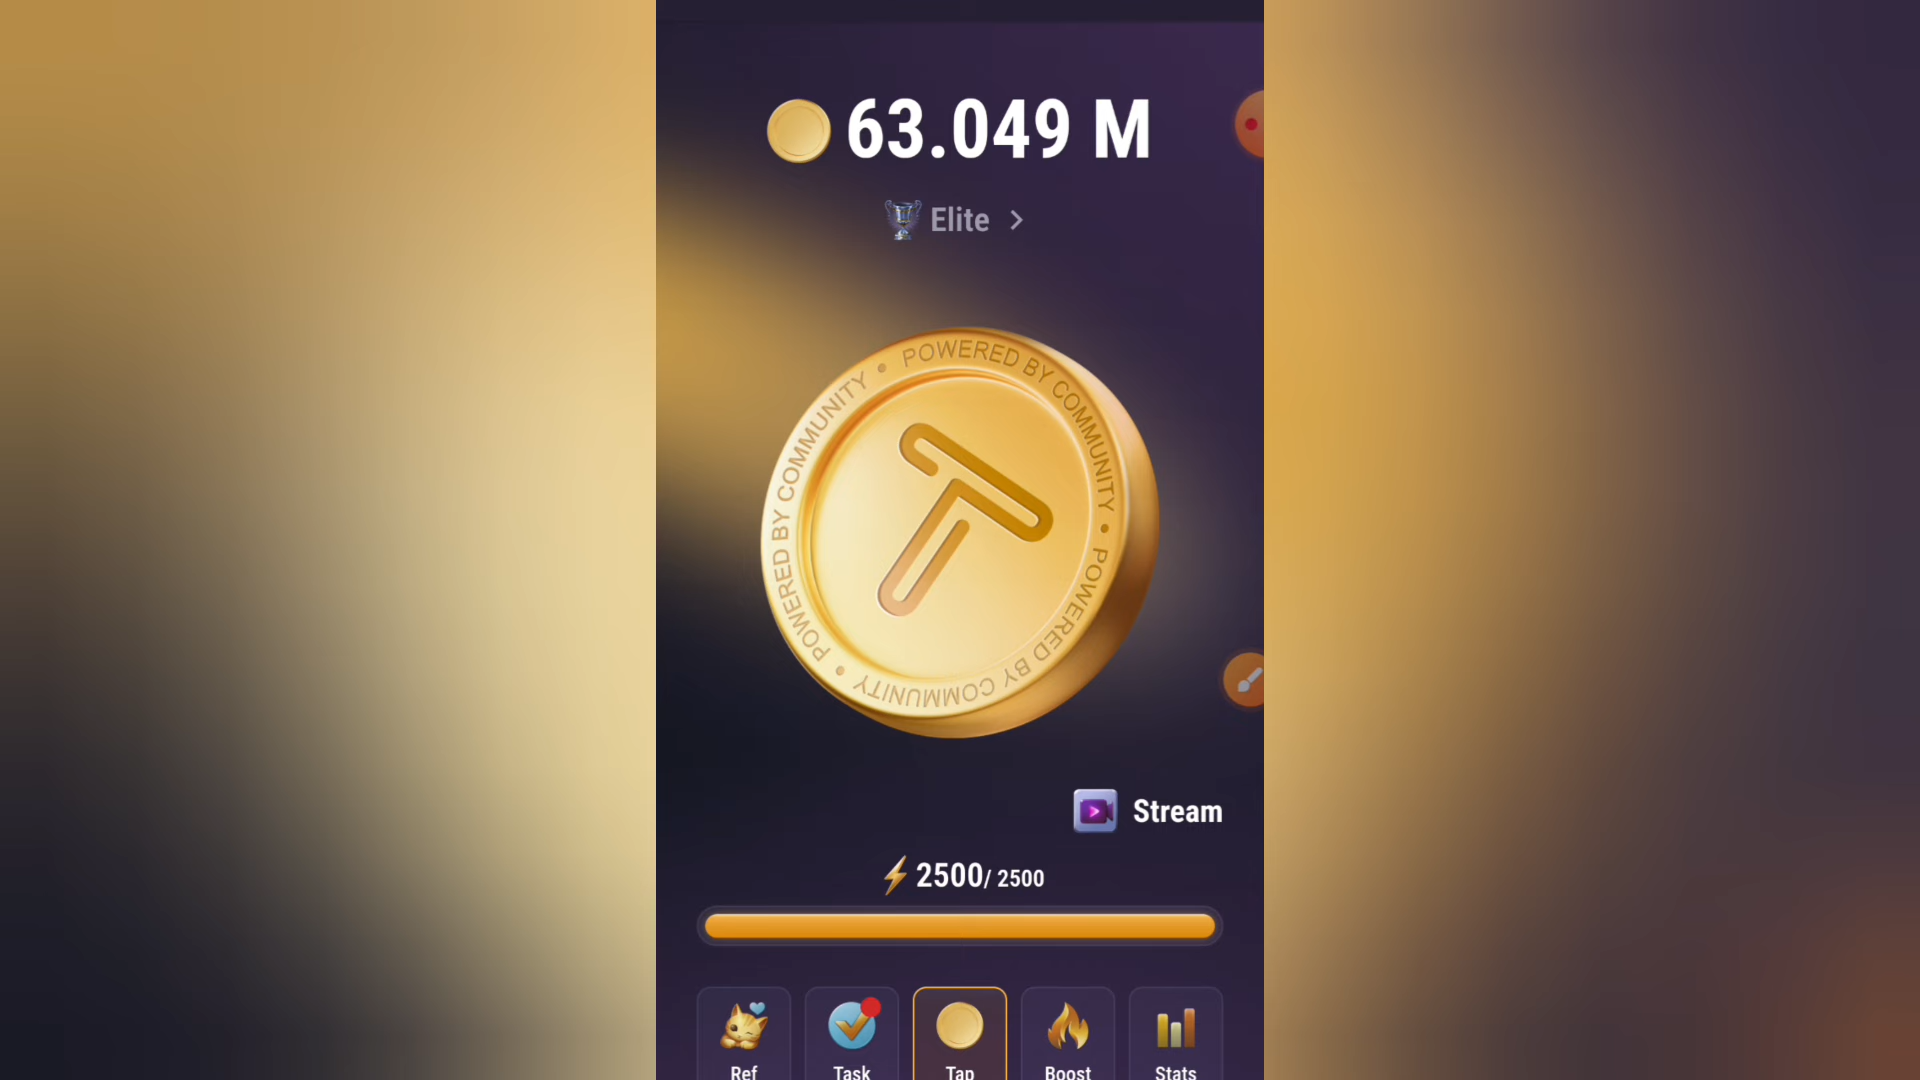 63.049 M
Elite
POWERED BY COMMUNITY • POWERED BY COMMUNITY • POWERED BY COMMUNITY •
T
Stream
2500/ 2500
Ref Task Tap Boost Stats